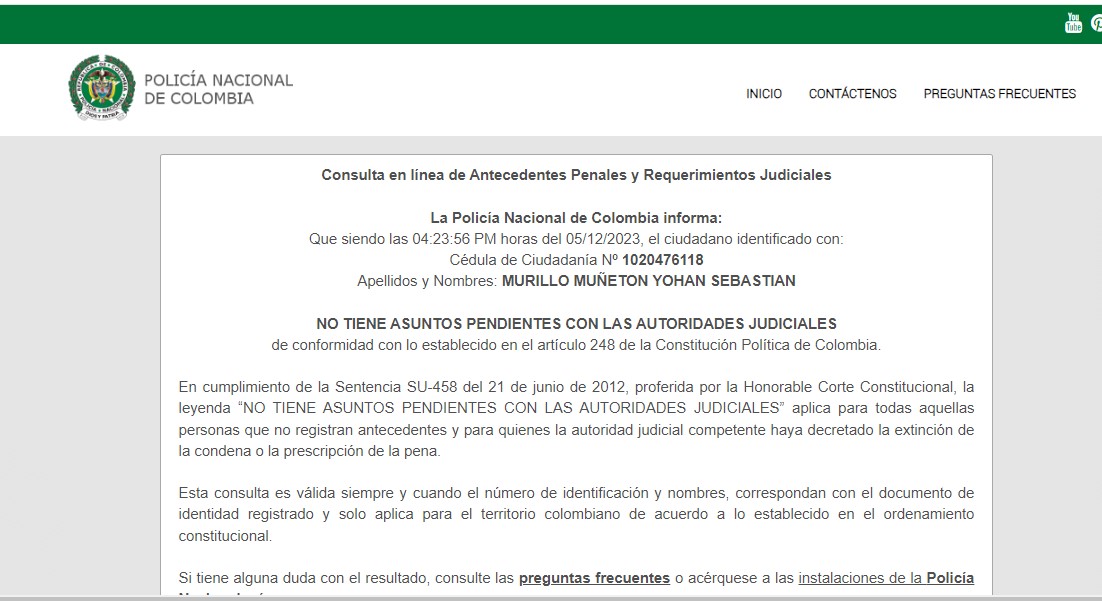 You
Tube
POLICÍA NACIONAL
DE COLOMBIA
INICIO CONTÁCTENOS PREGUNTAS FRECUENTES
Consulta en línea de Antecedentes Penales y Requerimientos Judiciales
La Policía Nacional de Colombia informa:
Que siendo las 04:23:56 PM horas del 05/12/2023, el ciudadano identificado con:
Cédula de Ciudadanía Nº 1020476118
Apellidos y Nombres: MURILLO MUÑETON YOHAN SEBASTIAN
NO TIENE ASUNTOS PENDIENTES CON LAS AUTORIDADES JUDICIALES
de conformidad con lo establecido en el artículo 248 de la Constitución Política de Colombia.
En cumplimiento de la Sentencia SU-458 del 21 de junio de 2012, proferida por la Honorable Corte Constitucional, la
leyenda “NO TIENE ASUNTOS PENDIENTES CON LAS AUTORIDADES JUDICIALES” aplica para todas aquellas
personas que no registran antecedentes y para quienes la autoridad judicial competente haya decretado la extinción de
la condena o la prescripción de la pena.
Esta consulta es válida siempre y cuando el número de identificación y nombres, correspondan con el documento de
identidad registrado y solo aplica para el territorio colombiano de acuerdo a lo establecido en el ordenamiento
constitucional.
Si tiene alguna duda con el resultado, consulte las preguntas frecuentes o acérquese a las instalaciones de la Policía